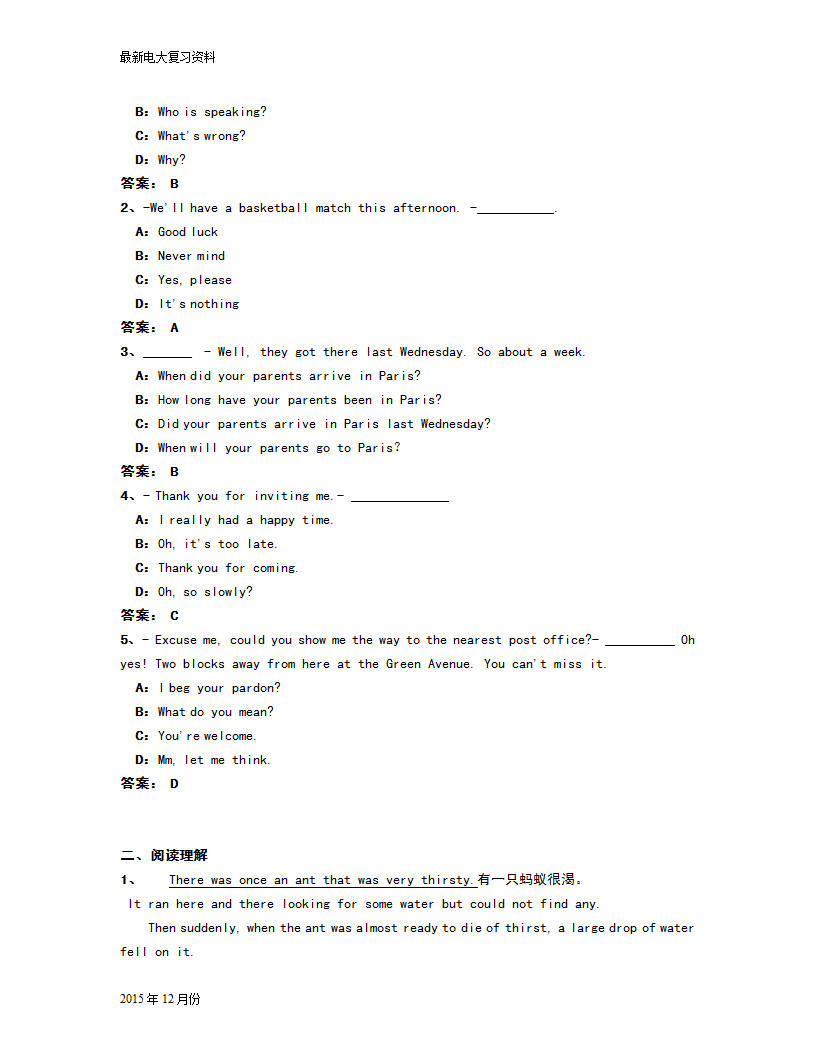 最新电大复习资料
B：Who is speaking?
C：What's wrong?
D：Why?
答案： B
2、-We'll have a basketball match this afternoon. -___________.
A：Good luck
B：Never mind
C：Yes, please
D：It's nothing
答案： A
3、_______ - Well, they got there last Wednesday. So about a week.
A：When did your parents arrive in Paris?
B：How long have your parents been in Paris?
C：Did your parents arrive in Paris last Wednesday?
D：When will your parents go to Paris？
答案： B
4、- Thank you for inviting me.- ______________
A：I really had a happy time.
B：Oh, it's too late.
C：Thank you for coming.
D：Oh, so slowly?
答案： C
5、- Excuse me, could you show me the way to the nearest post office?- __________ Oh
yes! Two blocks away from here at the Green Avenue. You can't miss it.
A：I beg your pardon?
B：What do you mean?
C：You're welcome.
D：Mm, let me think.
答案： D
二、阅读理解
1、 There was once an ant that was very thirsty.有一只蚂蚁很渴。
It ran here and there looking for some water but could not find any.
Then suddenly, when the ant was almost ready to die of thirst, a large drop of water
fell on it.
2015 年 12 月份